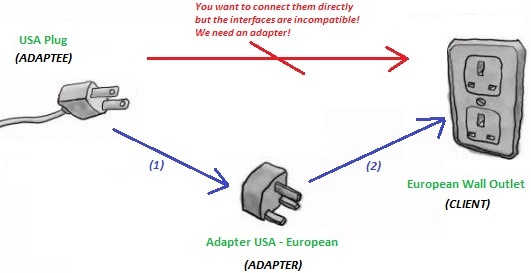 You want to connect them directly
but the interfaces are incompatible!
We need an adapter!
USA Plug
(ADAPTEE)
(1)
(2)
European Wall Outlet
(CLIENT)
Adapter USA - European
(ADAPTER)